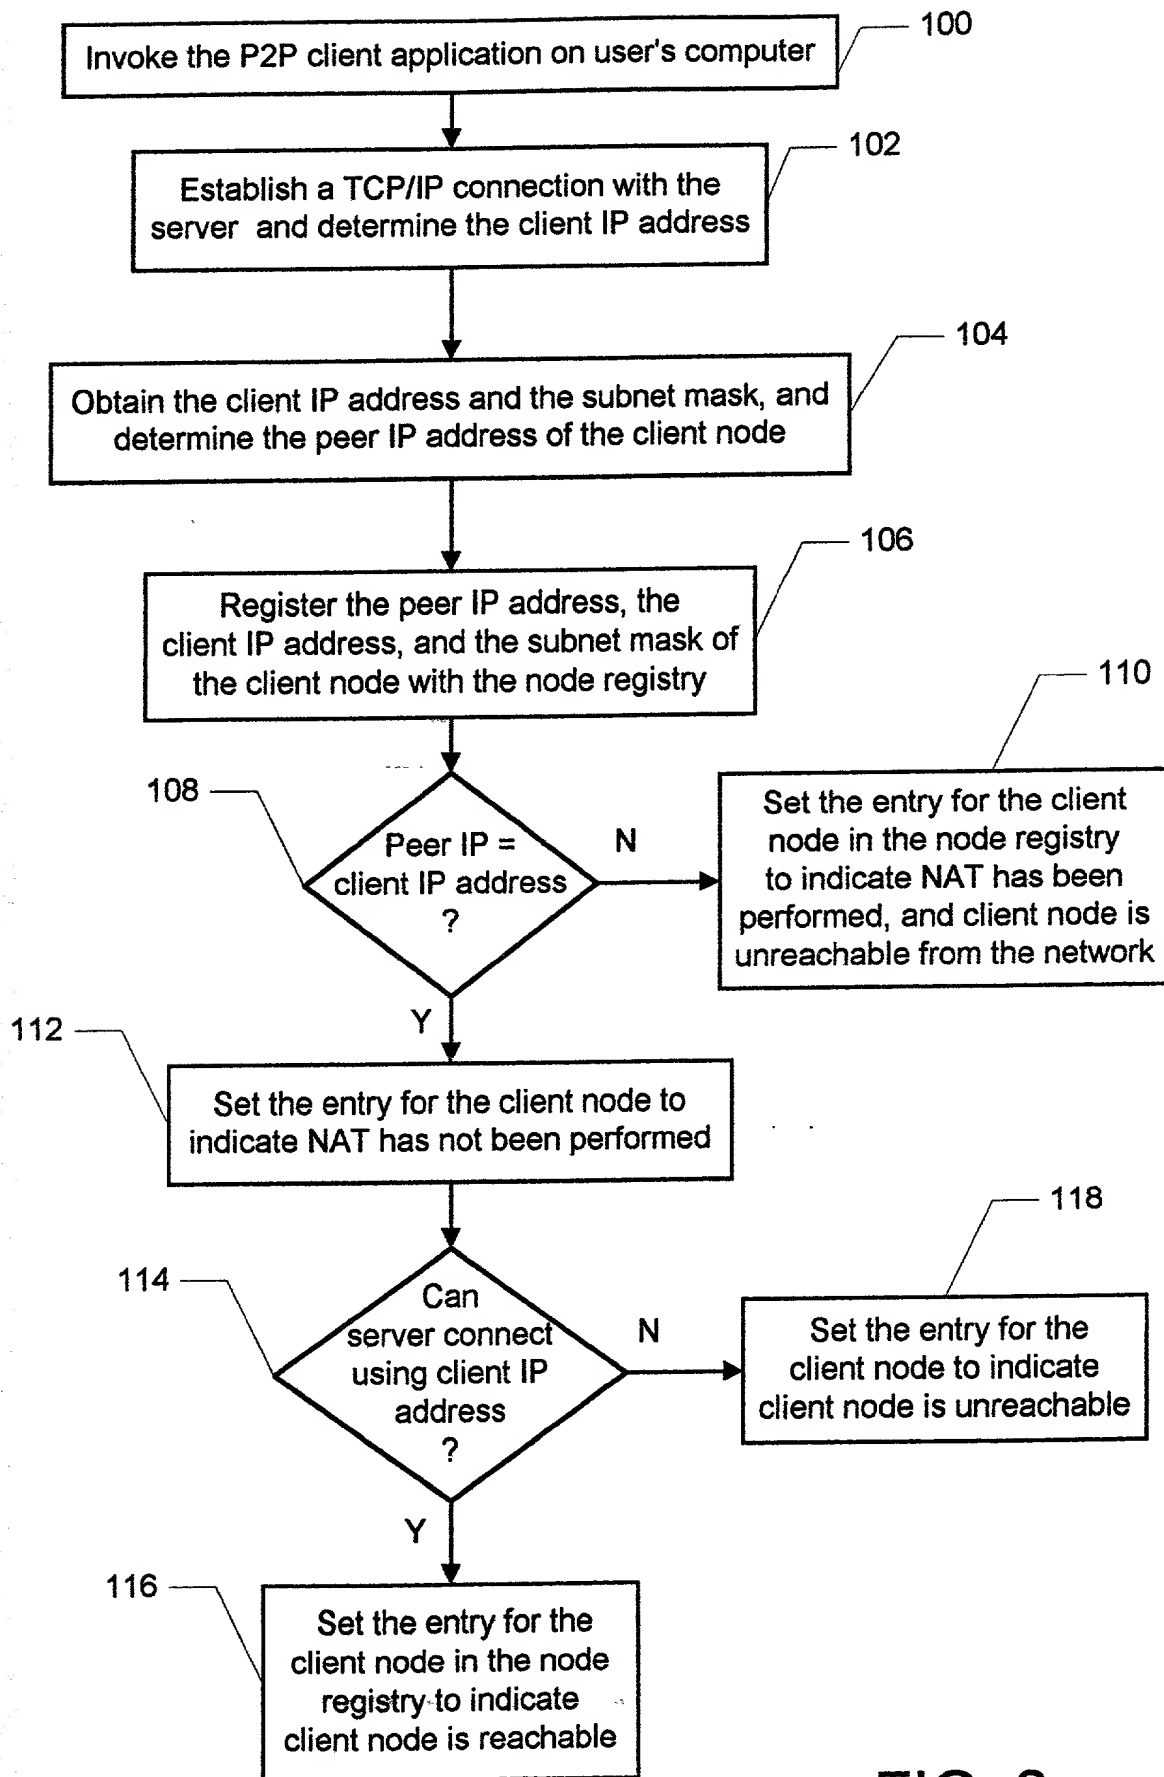 100
Invoke the P2P client application on user's computer
102
Establish a TCP/IP connection with the
server and determine the client IP address
104
Obtain the client IP address and the subnet mask, and
determine the peer IP address of the client node
106
Register the peer IP address, the
client IP address, and the subnet mask of
the client node with the node registry
108
Peer IP =
client IP address
?
N
110
Set the entry for the client
node in the node registry
to indicate NAT has been
performed, and client node is
unreachable from the network
Y
112
Set the entry for the client node to
indicate NAT has not been performed
114
Can
server connect
using client IP
address
?
N
118
Set the entry for the
client node to indicate
client node is unreachable
Y
116
Set the entry for the
client node in the node
registry to indicate
client node is reachable